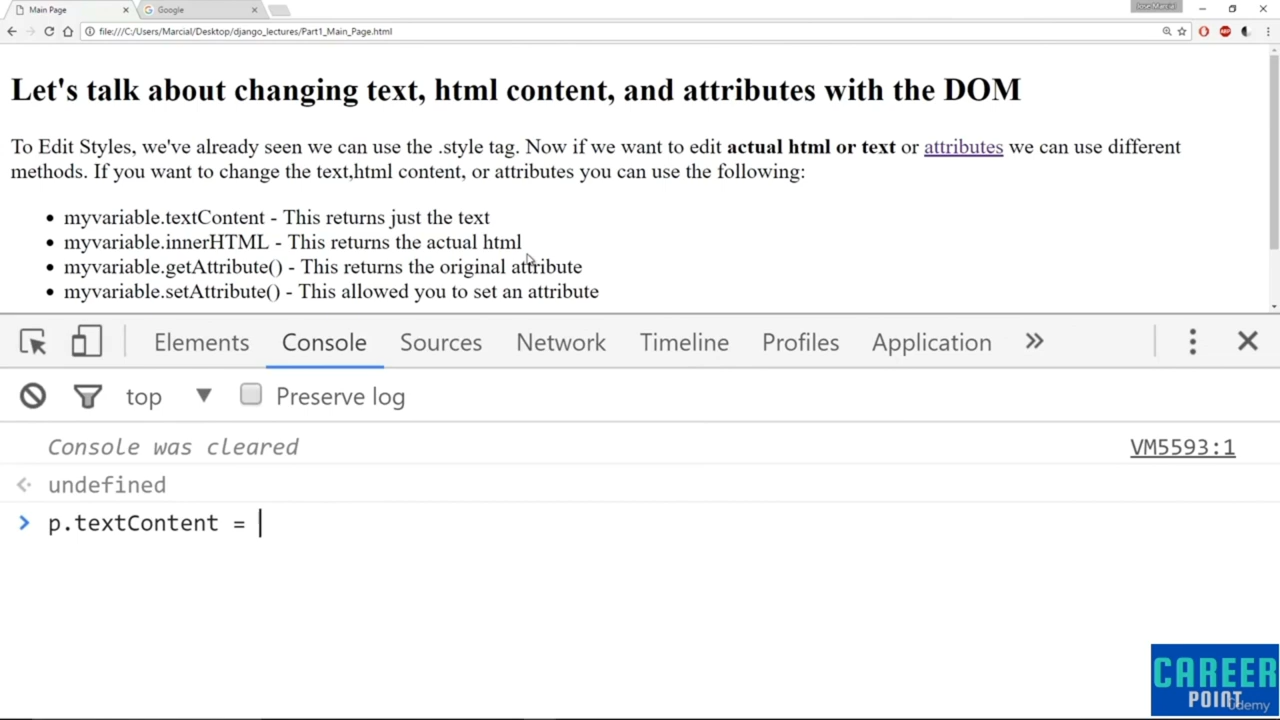 Main Page
Google
Jose Marcial
file:///C:/Users/Marcial/Desktop/django_lectures/Part1_Main_Page.html
ABP
Let's talk about changing text, html content, and attributes with the DOM
To Edit Styles, we've already seen we can use the .style tag. Now if we want to edit actual html or text or attributes we can use different
methods. If you want to change the text,html content, or attributes you can use the following:
myvariable.textContent - This returns just the text
myvariable.innerHTML - This returns the actual html
myvariable.getAttribute() - This returns the original attribute
myvariable.setAttribute() - This allowed you to set an attribute
Elements Console Sources Network Timeline Profiles Application
top Preserve log
Console was cleared VM5593:1
undefined
p.textContent =
CAREER
POINT
Udemy